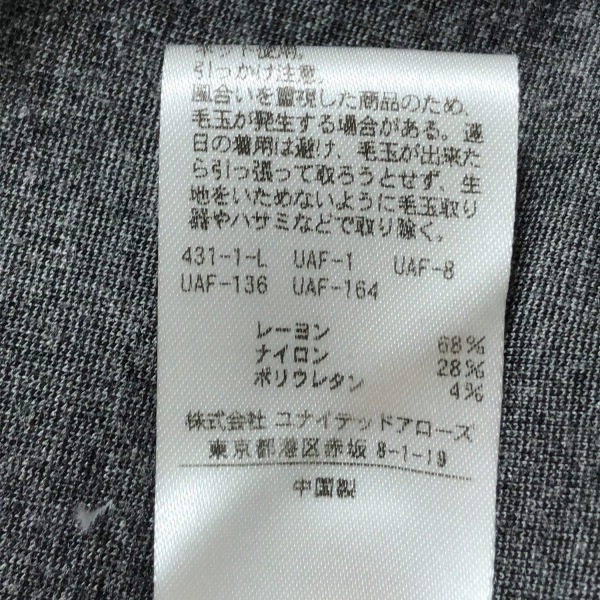 ネット使用。
引っかけ注意。
風合いを重視した商品のため、
毛玉が発生する場合がある。連
日の着用は避け、毛玉が出来た
ら引っ張って取ろうとせず、生
地をいためないように毛玉取り
器やハサミなどで取り除く。
431-1-L UAF-1 UAF-8
UAF-136 UAF-164
レーヨン 68%
ナイロン 28%
ポリウレタン 4%
株式会社 ユナイテッドアローズ
東京都港区赤坂 8-1-19
中国製